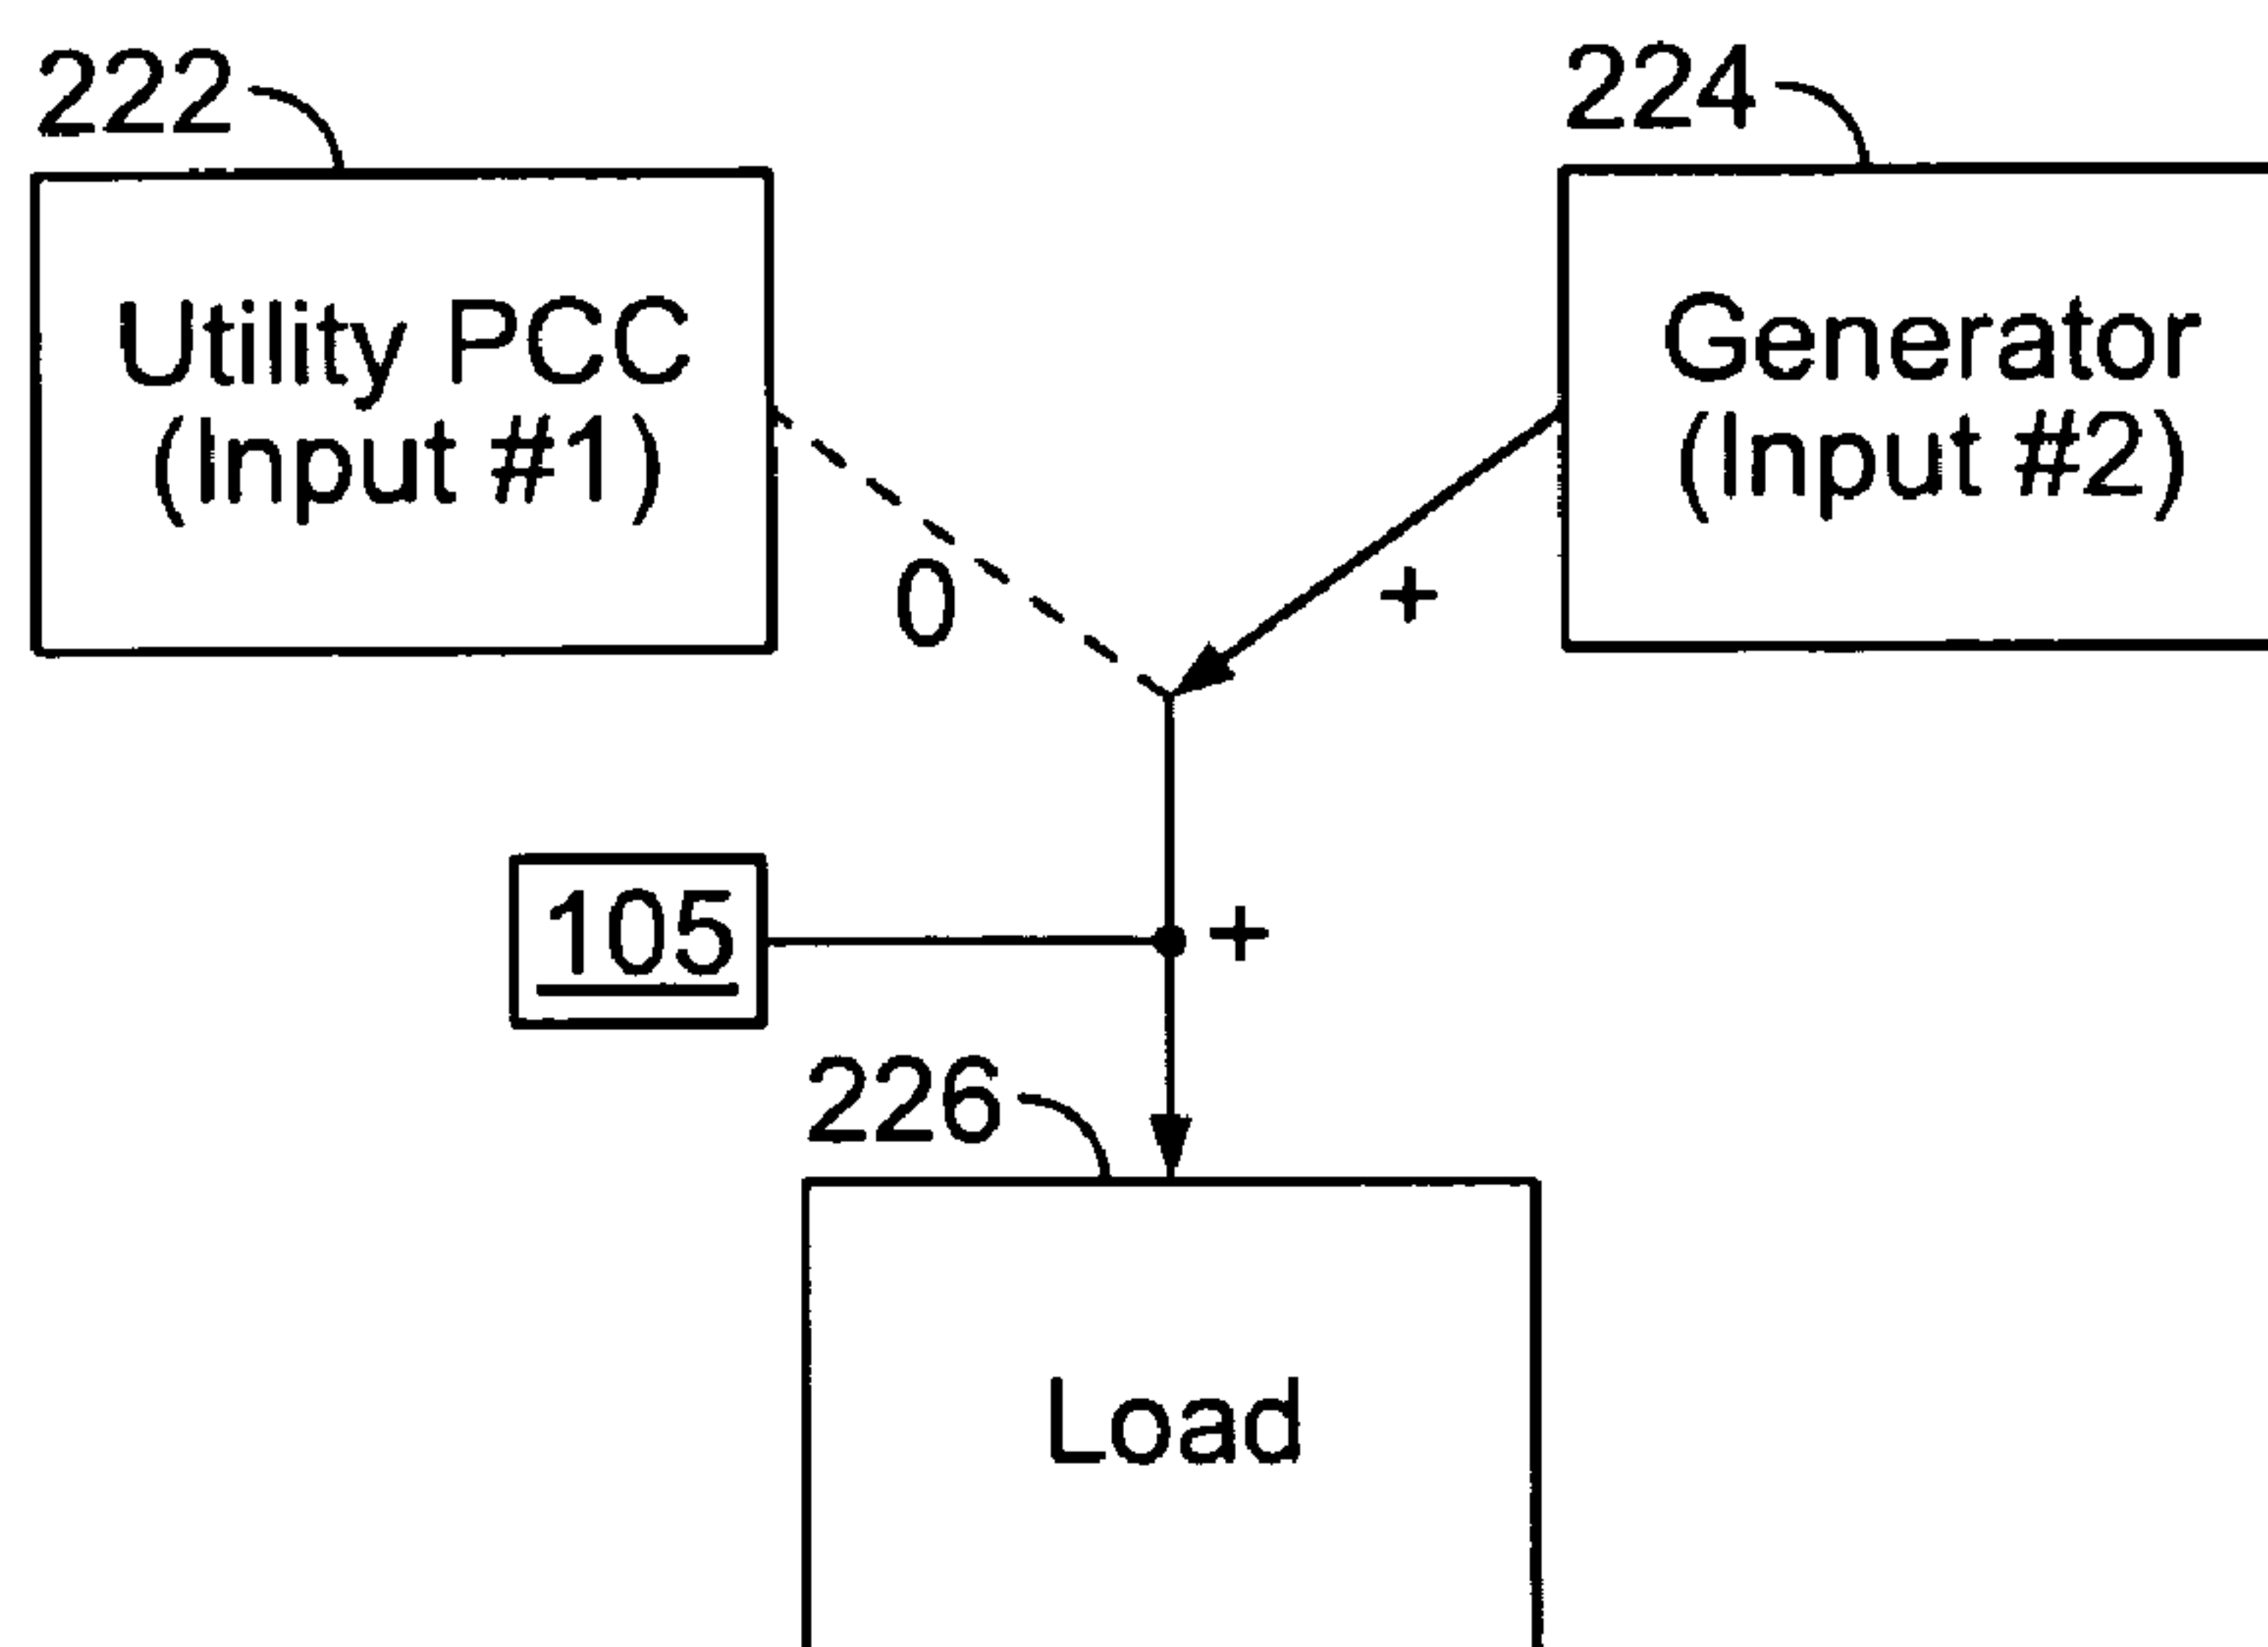 222
224
Utility PCC
(Input #1)
Generator
(Input #2)
0
+
105
+
226
Load